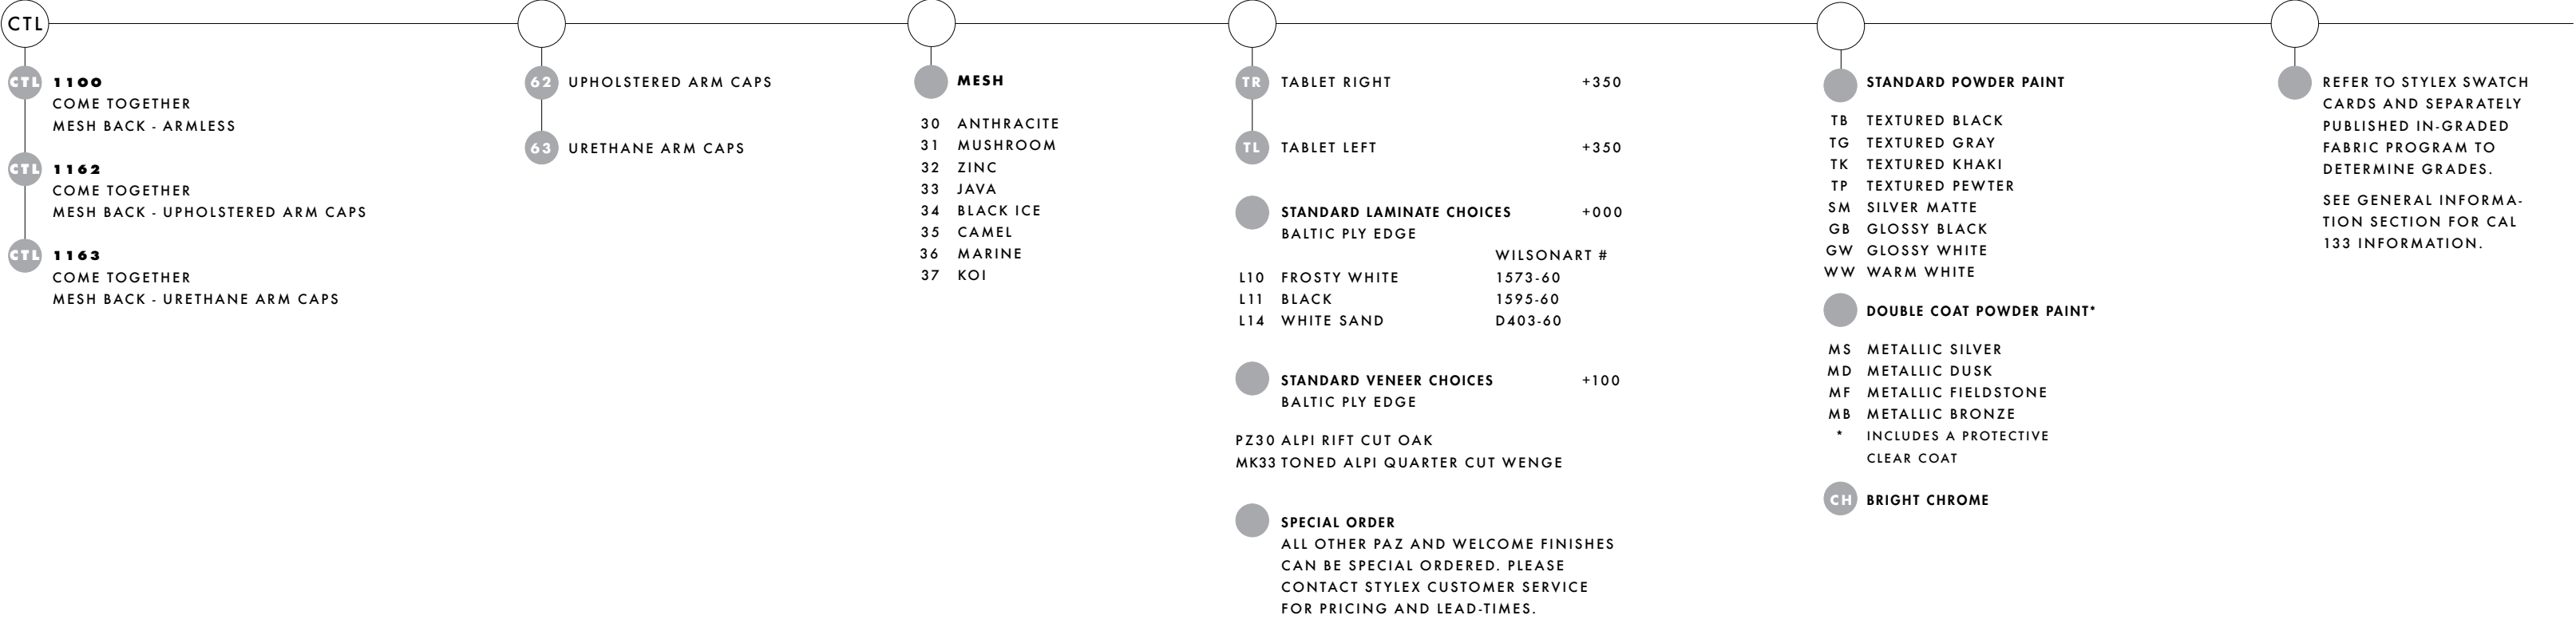 CTL
CTL 1100
COME TOGETHER
MESH BACK - ARMLESS
CTL 1162
COME TOGETHER
MESH BACK - UPHOLSTERED ARM CAPS
CTL 1163
COME TOGETHER
MESH BACK - URETHANE ARM CAPS
62 UPHOLSTERED ARM CAPS
63 URETHANE ARM CAPS
MESH
30 ANTHRACITE
31 MUSHROOM
32 ZINC
33 JAVA
34 BLACK ICE
35 CAMEL
36 MARINE
37 KOI
TR TABLET RIGHT +350
TL TABLET LEFT +350
STANDARD LAMINATE CHOICES +000
BALTIC PLY EDGE
WILSONART #
L10 FROSTY WHITE 1573-60
L11 BLACK 1595-60
L14 WHITE SAND D403-60
STANDARD VENEER CHOICES +100
BALTIC PLY EDGE
PZ30 ALPI RIFT CUT OAK
MK33 TONED ALPI QUARTER CUT WENGE
SPECIAL ORDER
ALL OTHER PAZ AND WELCOME FINISHES
CAN BE SPECIAL ORDERED. PLEASE
CONTACT STYLEX CUSTOMER SERVICE
FOR PRICING AND LEAD-TIMES.
STANDARD POWDER PAINT
TB TEXTURED BLACK
TG TEXTURED GRAY
TK TEXTURED KHAKI
TP TEXTURED PEWTER
SM SILVER MATTE
GB GLOSSY BLACK
GW GLOSSY WHITE
WW WARM WHITE
DOUBLE COAT POWDER PAINT*
MS METALLIC SILVER
MD METALLIC DUSK
MF METALLIC FIELDSTONE
MB METALLIC BRONZE
* INCLUDES A PROTECTIVE
CLEAR COAT
CH BRIGHT CHROME
REFER TO STYLEX SWATCH
CARDS AND SEPARATELY
PUBLISHED IN-GRADED
FABRIC PROGRAM TO
DETERMINE GRADES.
SEE GENERAL INFORMA-
TION SECTION FOR CAL
133 INFORMATION.